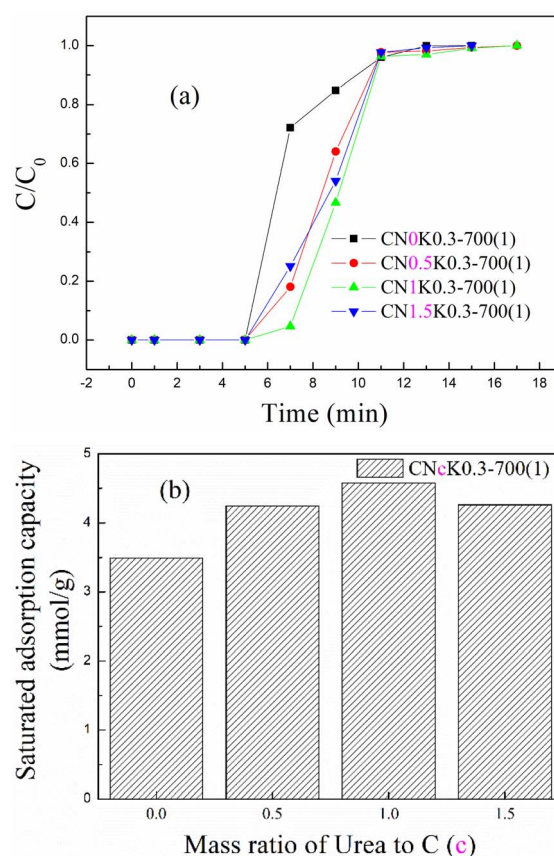 (a)
C/C0
1.0
0.8
0.6
0.4
0.2
0.0
CN0K0.3-700(1)
CN0.5K0.3-700(1)
CN1K0.3-700(1)
CN1.5K0.3-700(1)
-2 0 2 4 6 8 10 12 14 16 18
Time (min)
(b)
CNcK0.3-700(1)
Saturated adsorption capacity
(mmol/g)
5
4
3
2
1
0
0.0 0.5 1.0 1.5
Mass ratio of Urea to C (c)